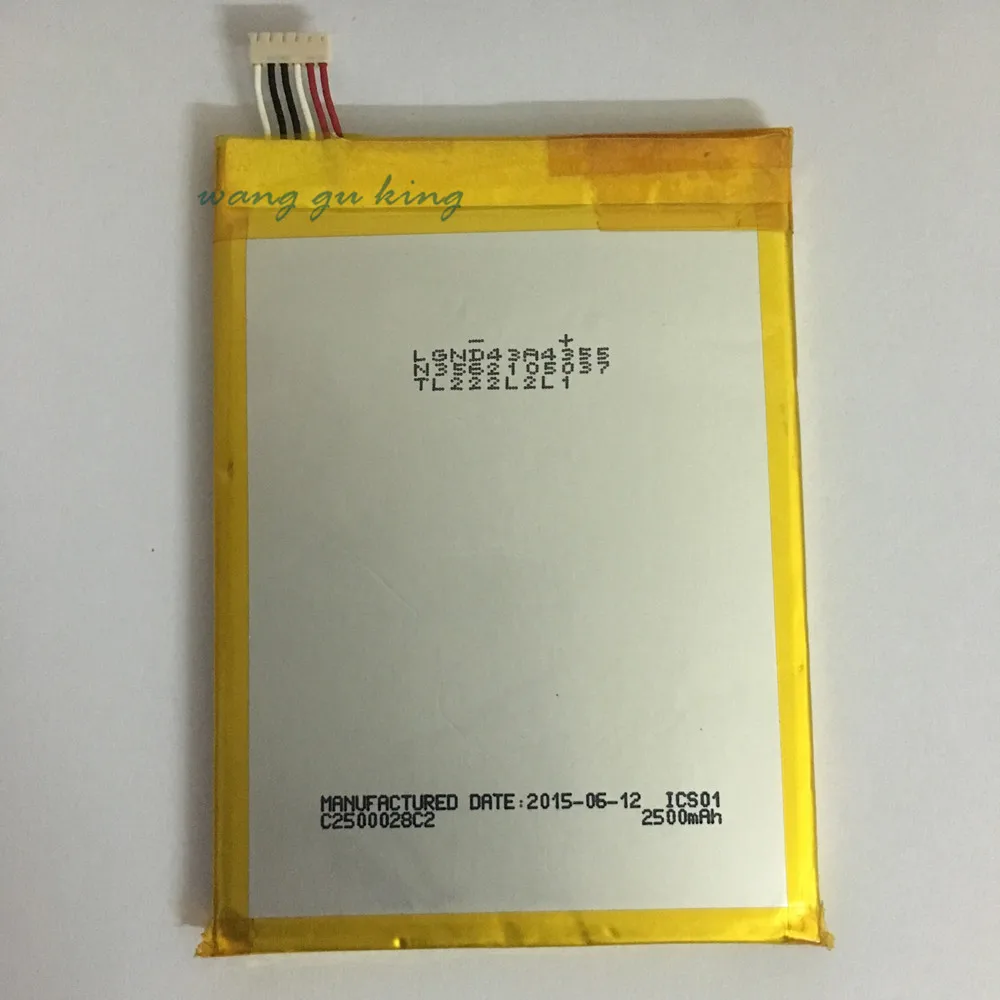 wang gu king
- +
LGND43A4355
N3562105037
TL222L2L1
MANUFACTURED DATE:2015-06-12 ICS01
C2500028C2 2500mAh